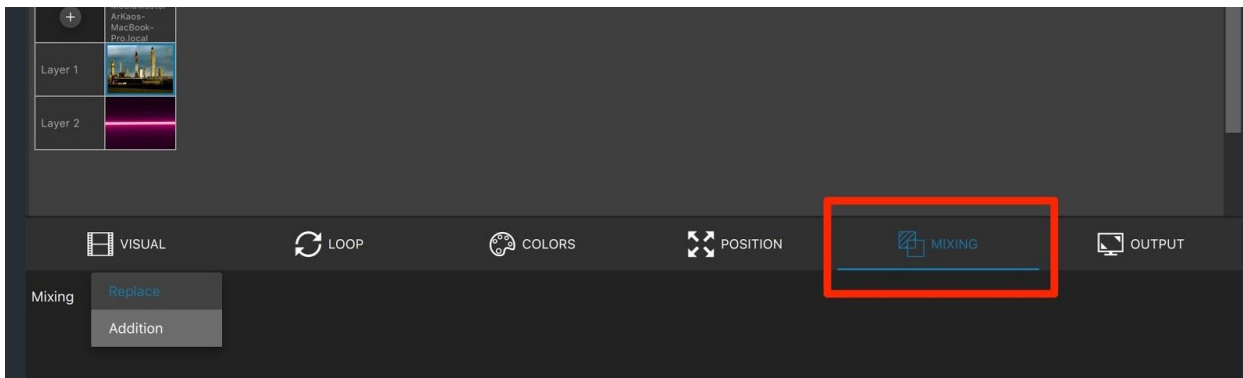 ArKaos-
MacBook-
Pro.local
Layer 1
Layer 2
VISUAL
LOOP
COLORS
POSITION
MIXING
OUTPUT
Mixing
Replace
Addition